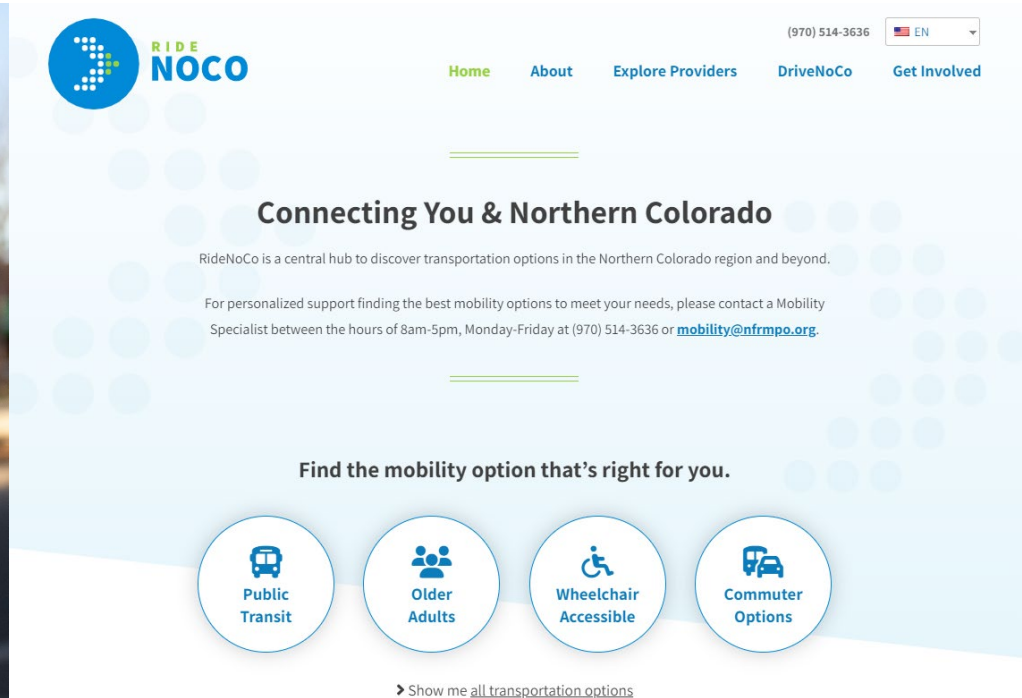 (970) 514-3636
EN
RIDE
NOCO
Home About Explore Providers DriveNoCo Get Involved
Connecting You & Northern Colorado
RideNoCo is a central hub to discover transportation options in the Northern Colorado region and beyond.
For personalized support finding the best mobility options to meet your needs, please contact a Mobility
Specialist between the hours of 8am-5pm, Monday-Friday at (970) 514-3636 or mobility@nfrmpo.org.
Find the mobility option that's right for you.
Public
Transit
Older
Adults
Wheelchair
Accessible
Commuter
Options
Show me all transportation options